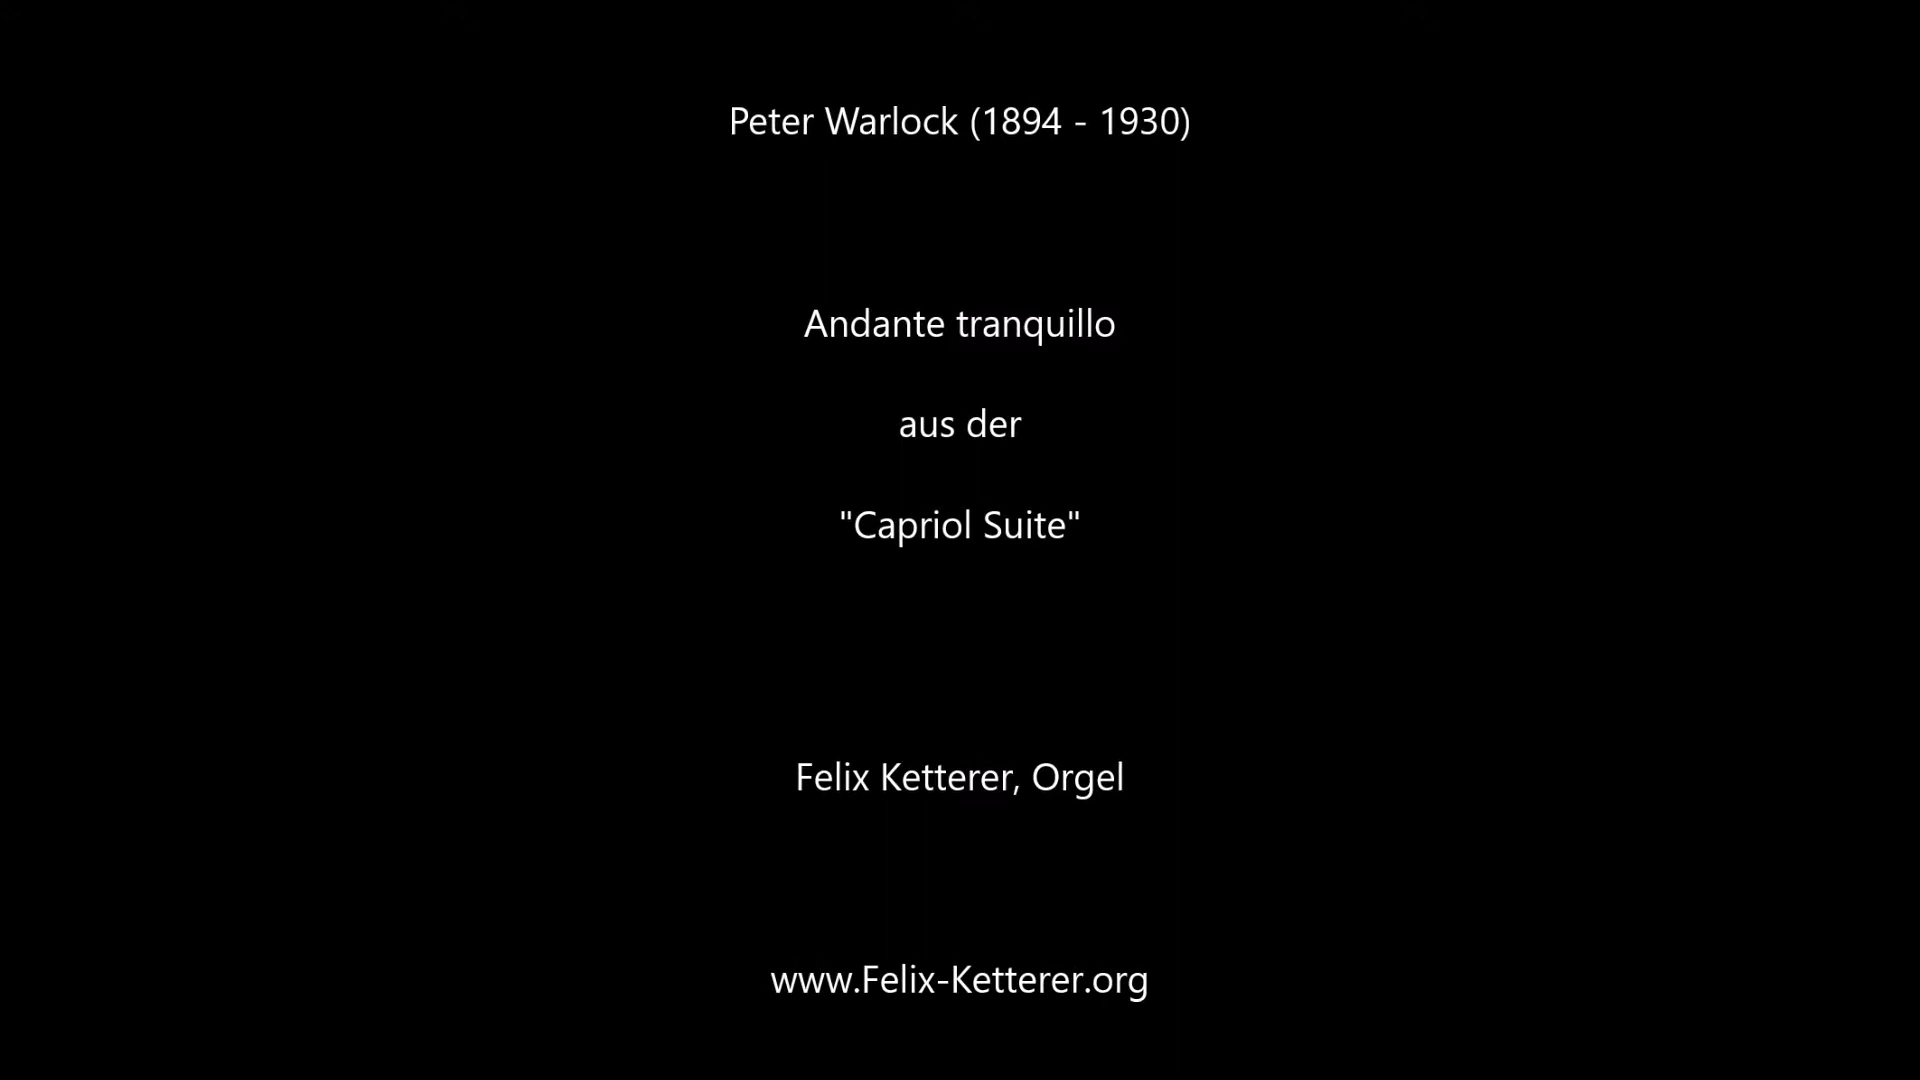 Peter Warlock (1894 - 1930)
Andante tranquillo
aus der
"Capriol Suite"
Felix Ketterer, Orgel
www.Felix-Ketterer.org